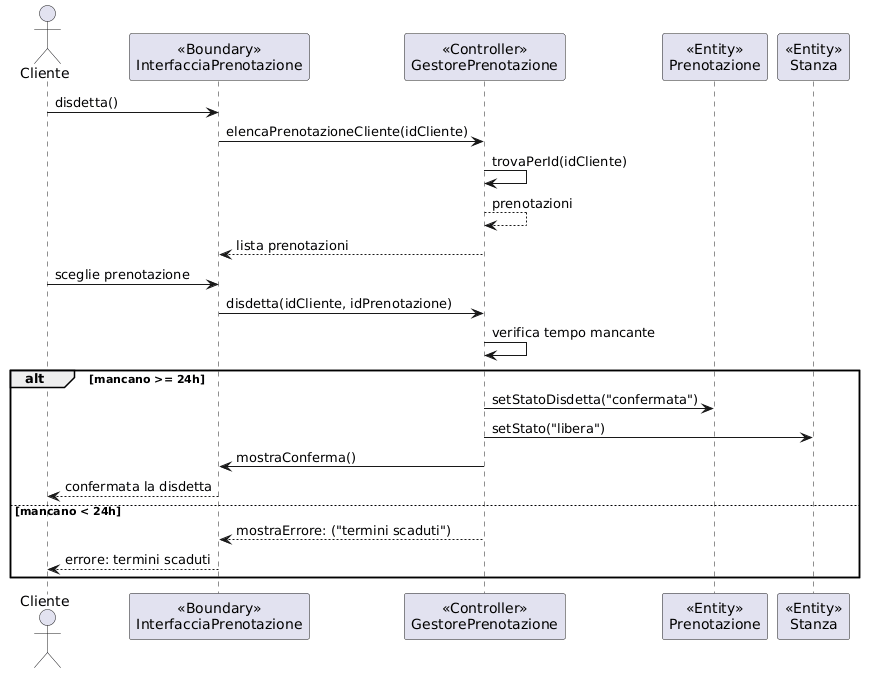 Cliente
«Boundary»
InterfacciaPrenotazione
«Controller»
GestorePrenotazione
«Entity»
Prenotazione
«Entity»
Stanza
disdetta()
elencaPrenotazioneCliente(idCliente)
trovaPerId(idCliente)
prenotazioni
lista prenotazioni
sceglie prenotazione
disdetta(idCliente, idPrenotazione)
verifica tempo mancante
alt [mancano >= 24h]
setStatoDisdetta("confermata")
setStato("libera")
mostraConferma()
confermata la disdetta
[mancano < 24h]
mostraErrore: ("termini scaduti")
errore: termini scaduti
Cliente
«Boundary»
InterfacciaPrenotazione
«Controller»
GestorePrenotazione
«Entity»
Prenotazione
«Entity»
Stanza